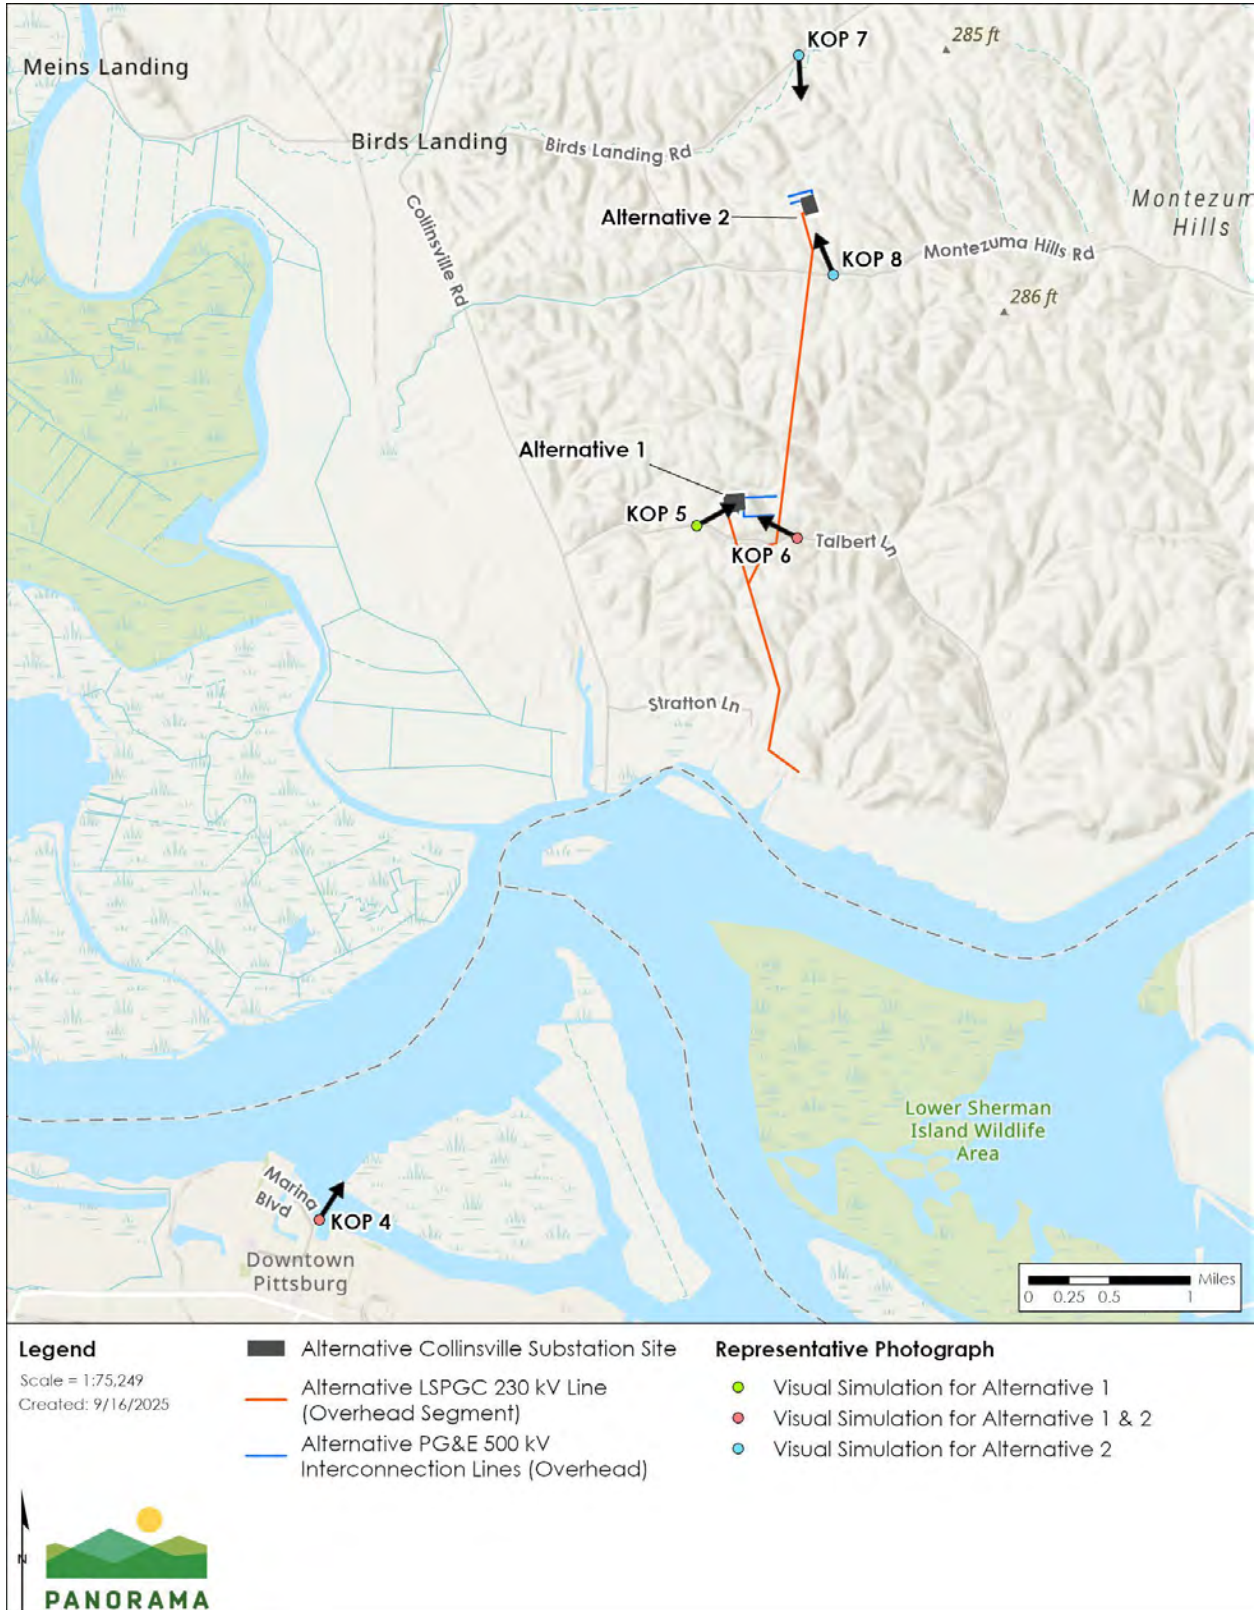 KOP 7
285 ft
Meins Landing
Birds Landing
Birds Landing Rd
Montezum
Hills
Alternative 2
Collinsville Rd
KOP 8
Montezuma Hills Rd
286 ft
Alternative 1
KOP 5
KOP 6
Talbert Ln
Stratton Ln
Lower Sherman
Island Wildlife
Area
Marina
Blvd
KOP 4
Downtown
Pittsburg
Miles
0 0.25 0.5 1
Legend
Scale = 1:75,249
Created: 9/16/2025
Alternative Collinsville Substation Site
Alternative LSPGC 230 kV Line
(Overhead Segment)
Alternative PG&E 500 kV
Interconnection Lines (Overhead)
Representative Photograph
Visual Simulation for Alternative 1
Visual Simulation for Alternative 1 & 2
Visual Simulation for Alternative 2
N
PANORAMA